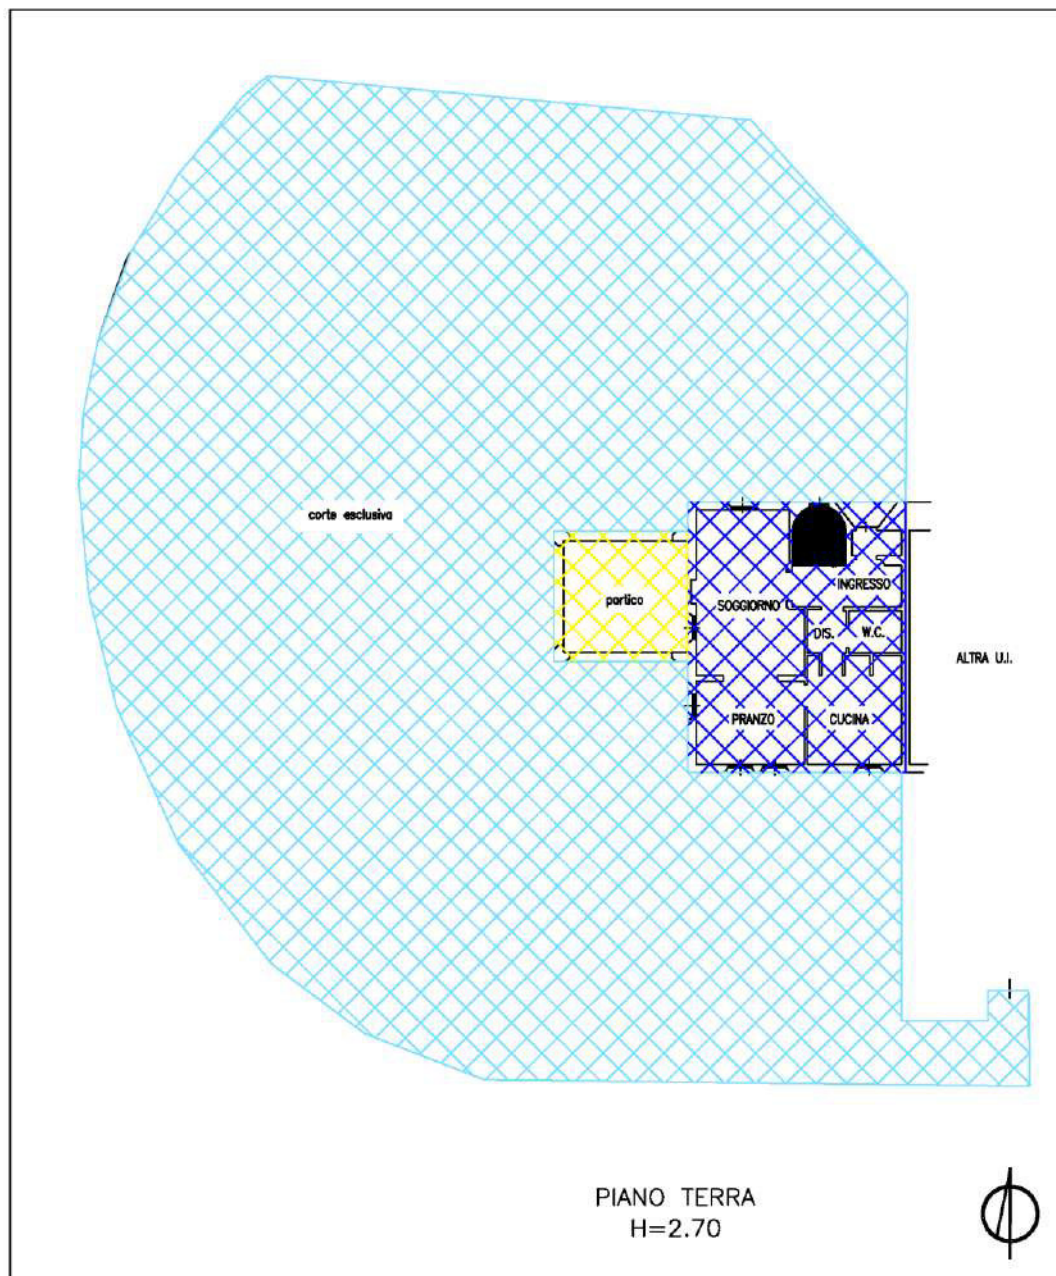 corte esclusiva
portico
SOGGIORNO
INGRESSO
DIS.
W.C.
ALTRA U.I.
PRANZO
CUCINA
PIANO TERRA
H=2.70